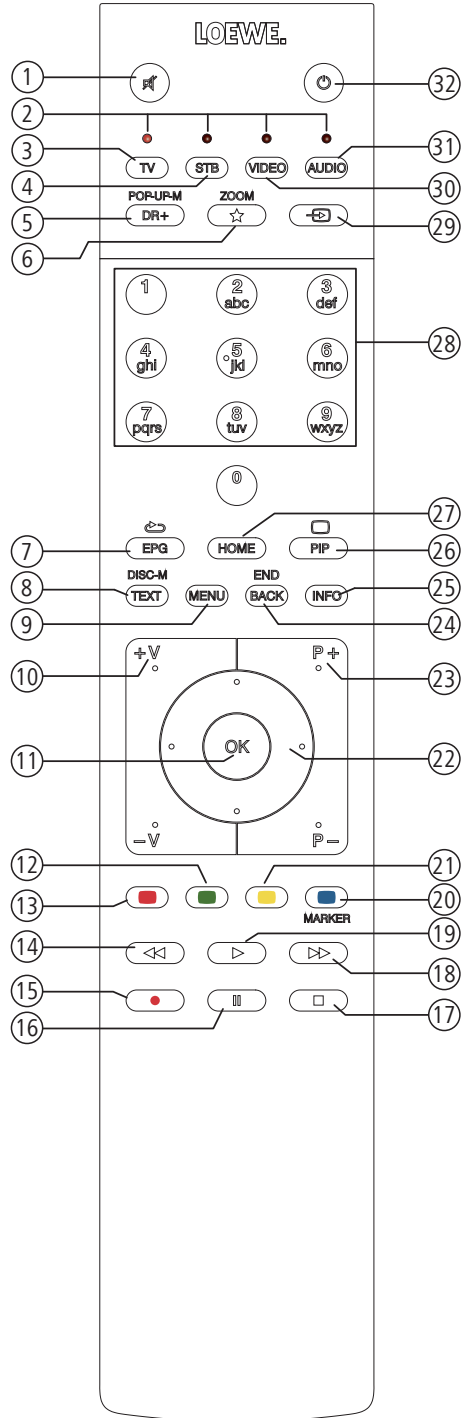 LOEWE.
1
32
2
3
TV
STB
VIDEO
AUDIO
31
4
30
POP-UP-M
ZOOM
5
DR+
29
6
1
2
3
abc
def
28
4
5
6
ghi
jkl
mno
7
8
9
pqrs
tuv
wxyz
0
27
7
EPG
HOME
PIP
26
DISC-M
END
8
TEXT
MENU
BACK
INFO
25
9
24
+V
P+
10
23
11
OK
22
-V
P-
12
21
13
20
MARKER
14
19
18
15
16
17